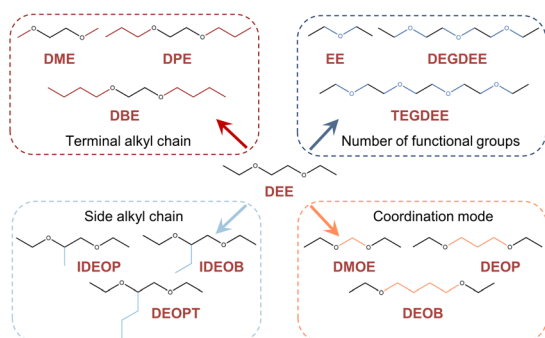 O O O O O O O
DME DPE EE DEGDEE
O O O O O O
DBE TEGDEE
Terminal alkyl chain Number of functional groups
O O
DEE
Side alkyl chain Coordination mode
O O O O O O O O
IDEOP IDEOB DMOE DEOP
O O O O
DEOPT DEOB